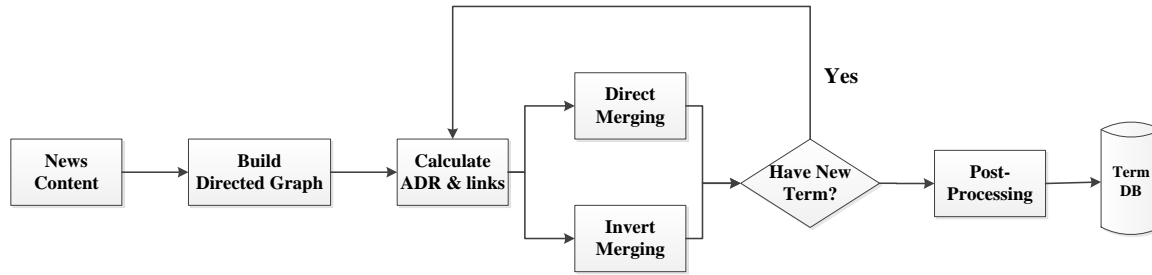 News
Content
Build
Directed Graph
Calculate
ADR & links
Direct
Merging
Invert
Merging
Yes
Have New
Term?
Post-
Processing
Term
DB